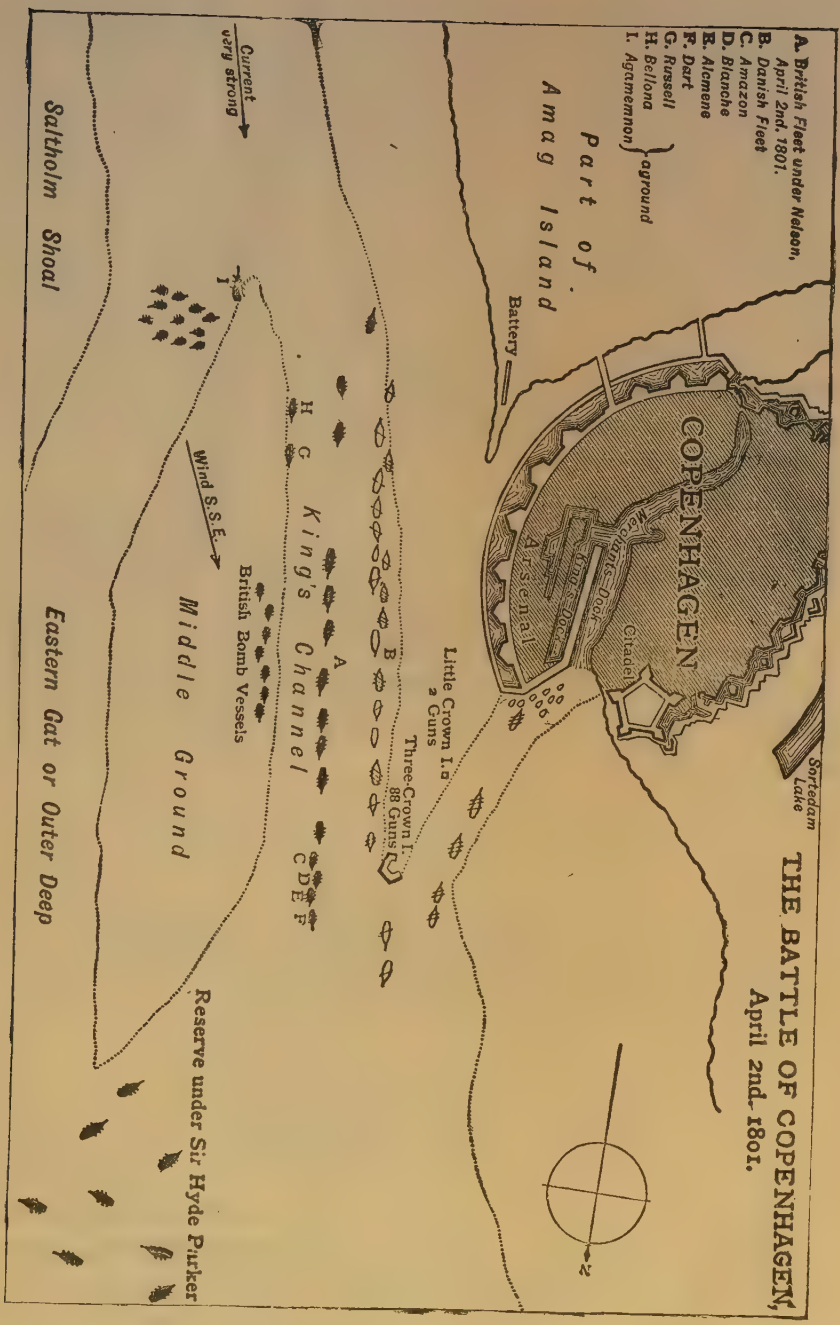 THE BATTLE OF COPENHAGEN,
April 2nd. 1801.
A. British Fleet under Nelson,
April 2nd. 1801.
B. Danish Fleet
C. Amazon
D. Blanche
E. Alcmene
F. Dart
G. Russell
H. Bellona
I. Agamemnon
aground
Part of
Amag Island
Battery
COPENHAGEN
Merchants Dock
King's Dock
Arsenail
Citadel
Sortedam
Lake
Little Crown I.
2 Guns
Three-Crown I.
88 Guns
N
Current
very strong
I
H
G
B
A
King's Channel
C
D
E
F
British Bomb Vessels
Wind S.S.E.
Middle Ground
Saltholm Shoal
Eastern Gat or Outer Deep
Reserve under Sir Hyde Parker